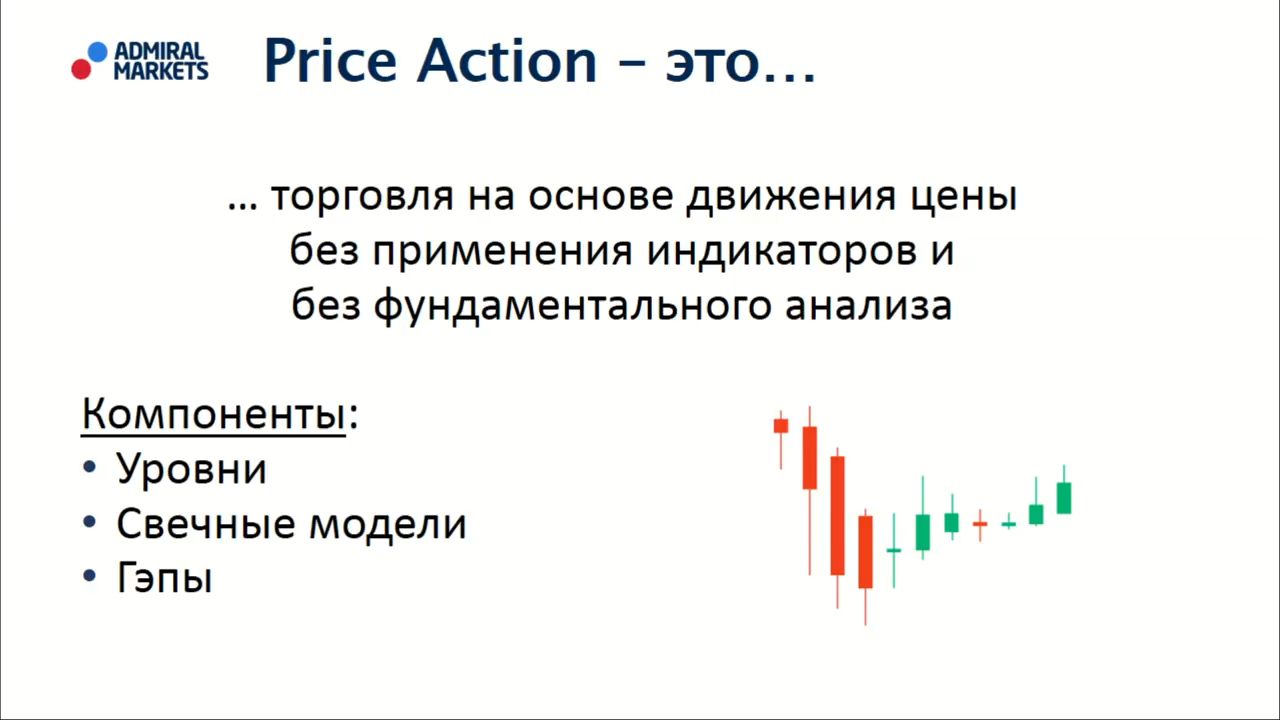 ADMIRAL
MARKETS
Price Action – это...
... торговля на основе движения цены
без применения индикаторов и
без фундаментального анализа
Компоненты:
• Уровни
• Свечные модели
• Гэпы